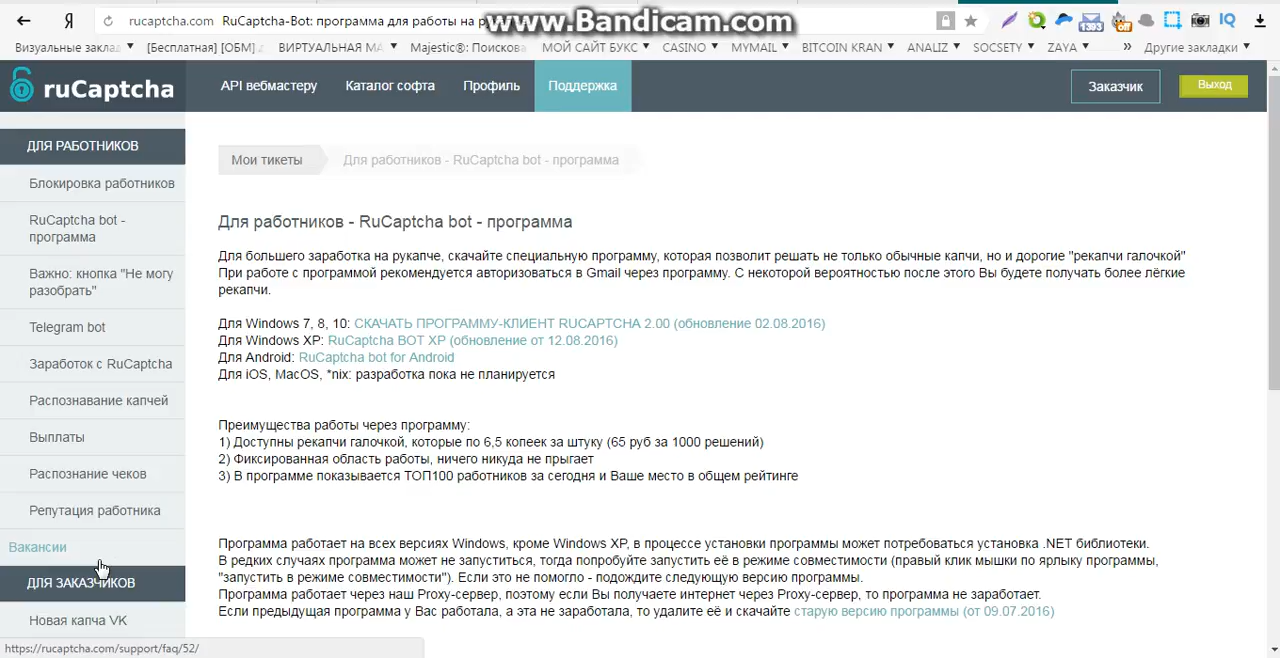 Я rucaptcha.com RuCaptcha-Bot: программа для работы на р
www.Bandicam.com
Визуальные заклад [Бесплатная] [ОБМ] ВИРТУАЛЬНАЯ МА Majestic®: Поискова МОЙ САЙТ БУКС CASINO MYMAIL BITCOIN KRAN ANALIZ SOCSETY ZAYA » Другие закладки
ruCaptcha API вебмастеру Каталог софта Профиль Поддержка Заказчик Выход
ДЛЯ РАБОТНИКОВ
Блокировка работников
RuCaptcha bot -
программа
Важно: кнопка "Не могу
разобрать"
Telegram bot
Заработок с RuCaptcha
Распознавание капчей
Выплаты
Распознание чеков
Репутация работника
Вакансии
ДЛЯ ЗАКАЗЧИКОВ
Новая капча VK
Мои тикеты Для работников - RuCaptcha bot - программа
Для работников - RuCaptcha bot - программа
Для большего заработка на рукапче, скачайте специальную программу, которая позволит решать не только обычные капчи, но и дорогие "рекапчи галочкой"
При работе с программой рекомендуется авторизоваться в Gmail через программу. С некоторой вероятностью после этого Вы будете получать более лёгкие
рекапчи.
Для Windows 7, 8, 10: СКАЧАТЬ ПРОГРАММУ-КЛИЕНТ RUCAPTCHA 2.00 (обновление 02.08.2016)
Для Windows XP: RuCaptcha BOT XP (обновление от 12.08.2016)
Для Android: RuCaptcha bot for Android
Для iOS, MacOS, *nix: разработка пока не планируется
Преимущества работы через программу:
1) Доступны рекапчи галочкой, которые по 6,5 копеек за штуку (65 руб за 1000 решений)
2) Фиксированная область работы, ничего никуда не прыгает
3) В программе показывается ТОП100 работников за сегодня и Ваше место в общем рейтинге
Программа работает на всех версиях Windows, кроме Windows XP, в процессе установки программы может потребоваться установка .NET библиотеки.
В редких случаях программа может не запуститься, тогда попробуйте запустить её в режиме совместимости (правый клик мышки по ярлыку программы,
"запустить в режиме совместимости"). Если это не помогло - подождите следующую версию программы.
Программа работает через наш Proxy-сервер, поэтому если Вы получаете интернет через Proxy-сервер, то программа не заработает.
Если предыдущая программа у Вас работала, а эта не заработала, то удалите её и скачайте старую версию программы (от 09.07.2016)
https://rucaptcha.com/support/faq/52/